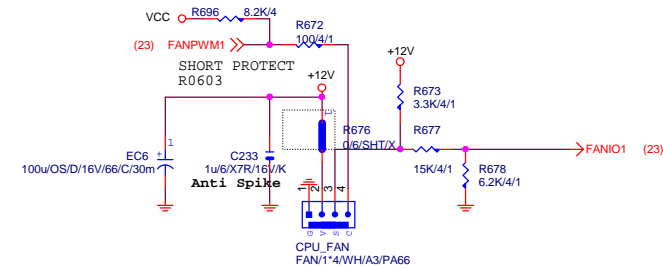 VCC
R696
8.2K/4
R672
100/4/1
(23)
FANPWM1
SHORT PROTECT
R0603
+12V
+12V
R673
3.3K/4/1
R676
0/6/SHT/X
R677
15K/4/1
FANIO1
(23)
R678
6.2K/4/1
1
EC6
+
100u/OS/D/16V/66/C/30m
C233
1u/6/X7R/16V/K
Anti Spike
1
1
2
3
4
G
V
S
C
CPU_FAN
FAN/1*4/WH/A3/PA66